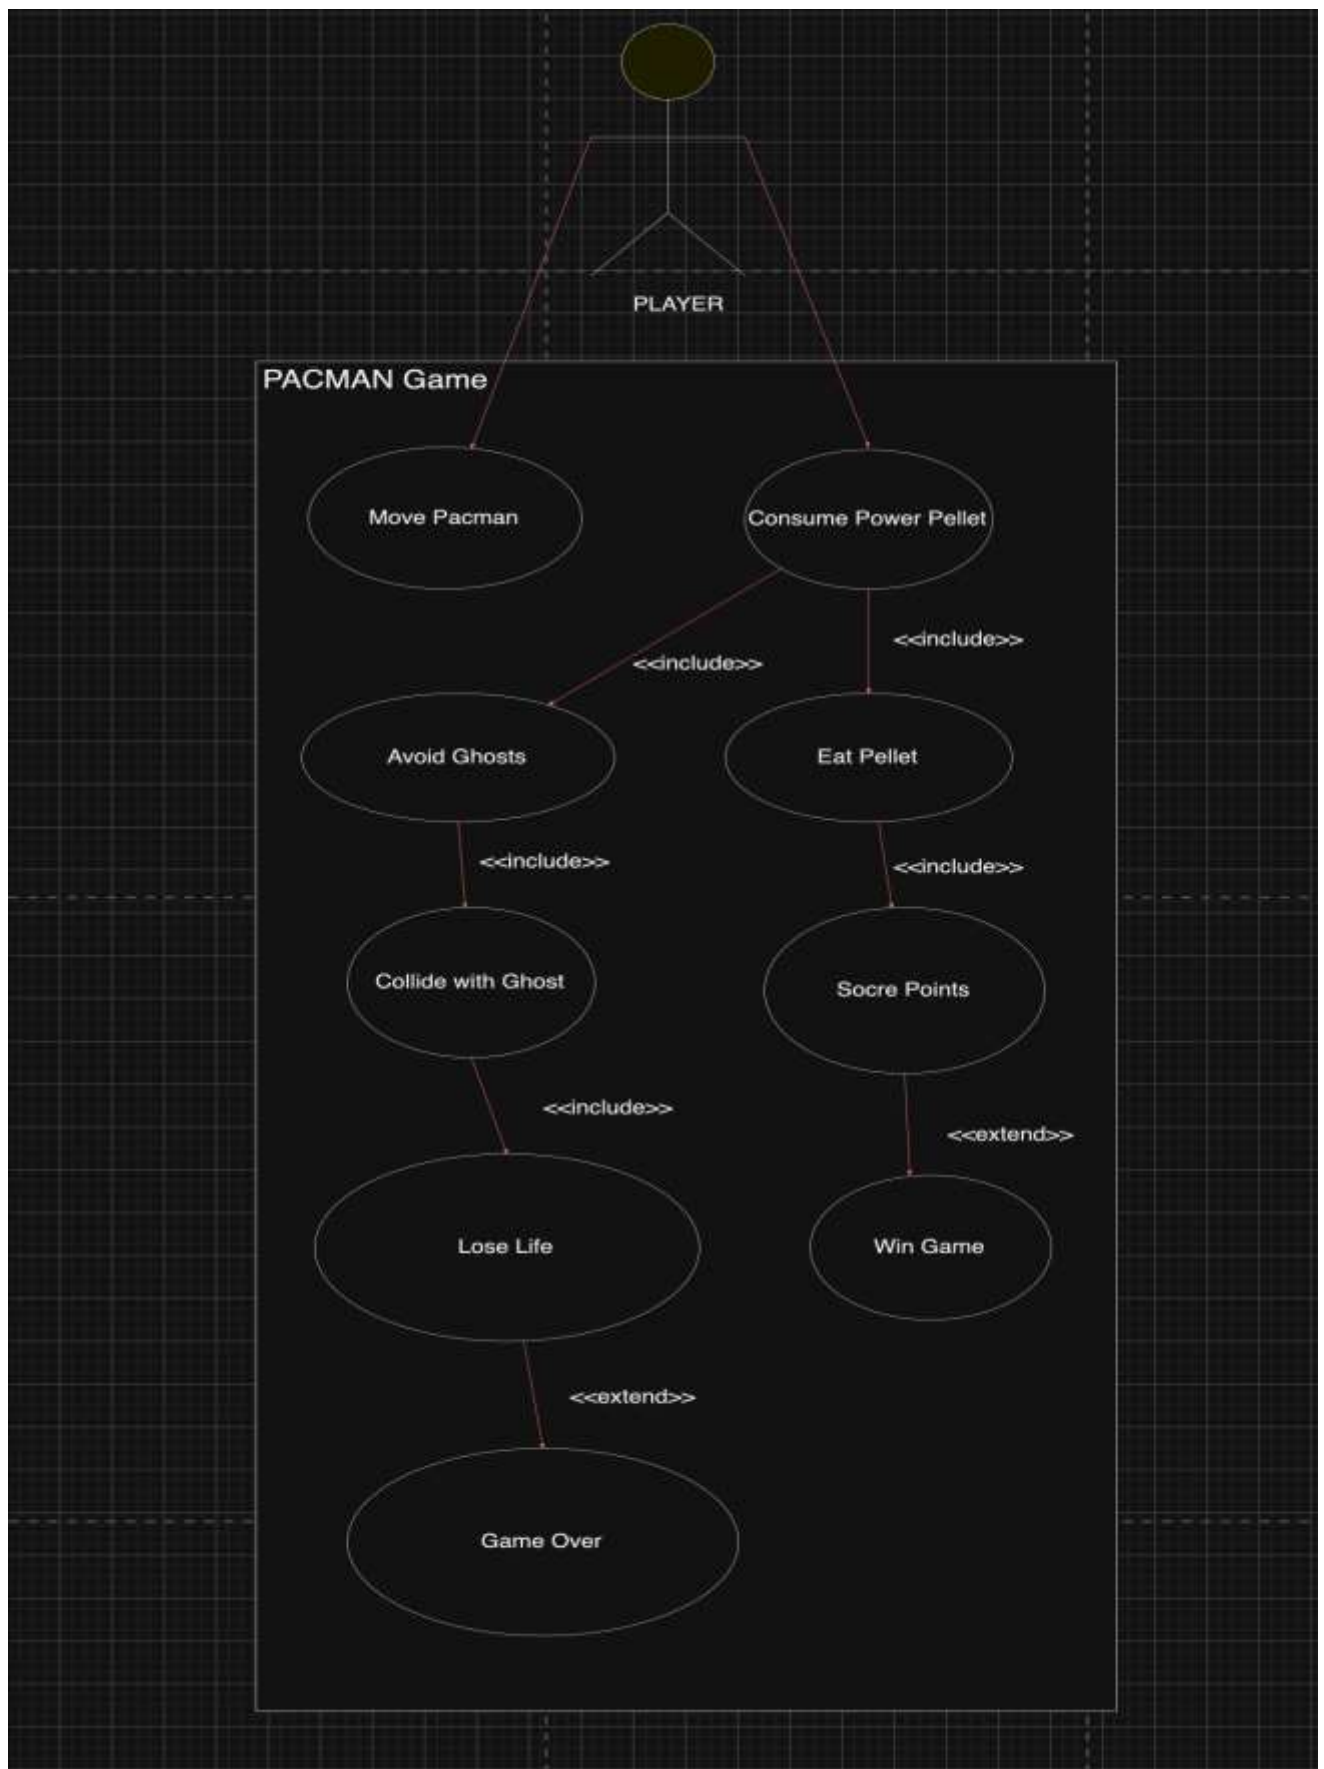 PLAYER
PACMAN Game
Move Pacman
Consume Power Pellet
<<include>>
<<include>>
Avoid Ghosts
Eat Pellet
<<include>>
<<include>>
Collide with Ghost
Socre Points
<<include>>
<<extend>>
Lose Life
Win Game
<<extend>>
Game Over